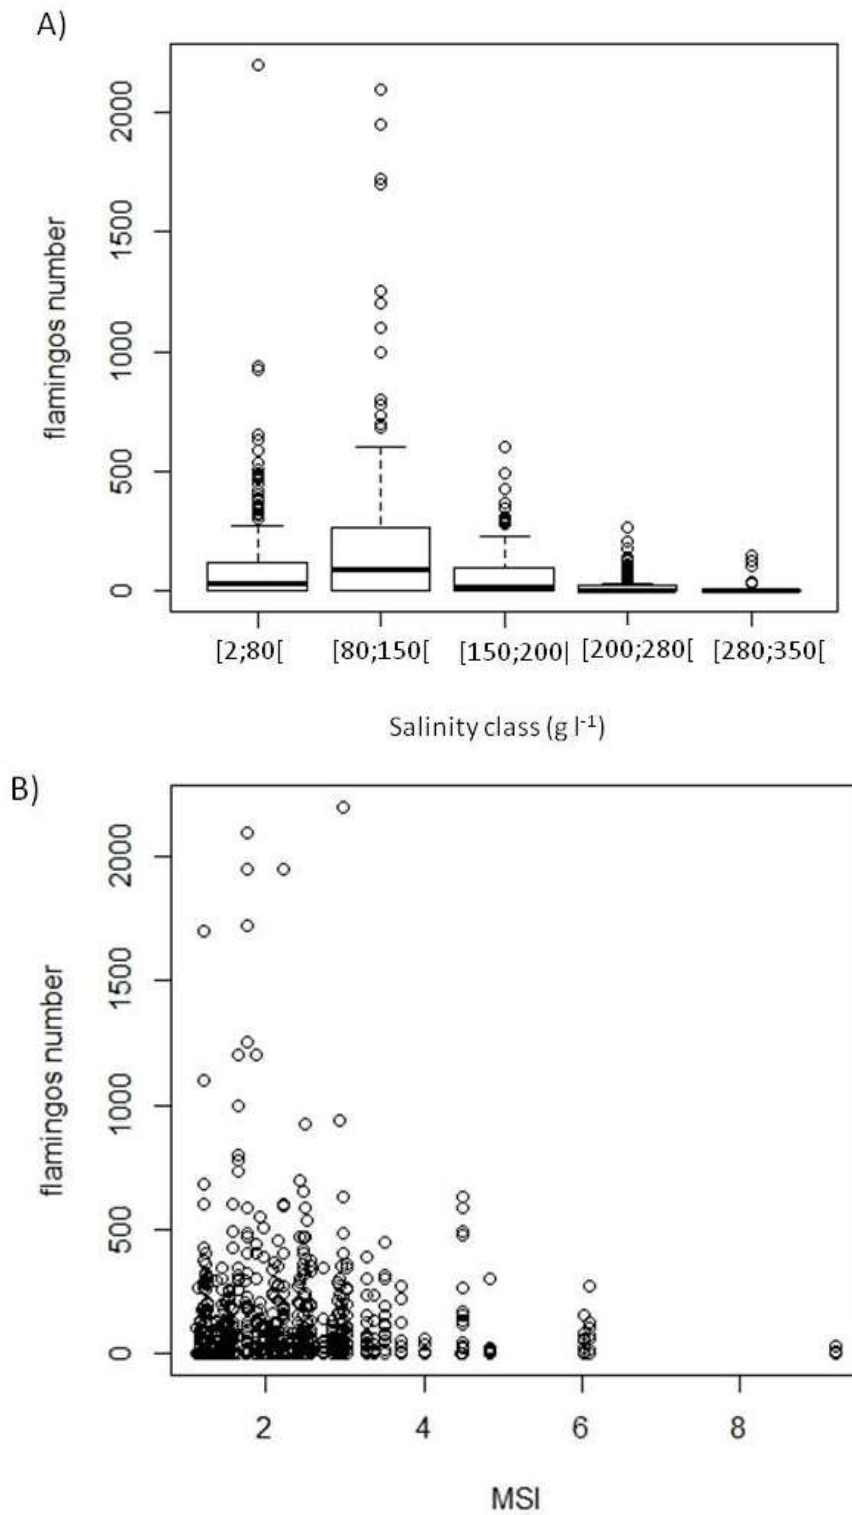 A)
flamingos number
2000
1500
1000
500
0
[2;80[ [80;150[ [150;200[ [200;280[ [280;350[
Salinity class (g l-1)
B)
flamingos number
2000
1500
1000
500
0
2 4 6 8
MSI